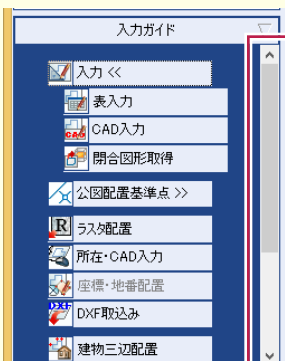 入力ガイド
入力 <<
表入力
CAD入力
閉合図形取得
公図配置基準点 >>
ラスタ配置
所在・CAD入力
座標・地番配置
DXF取込み
建物三辺配置